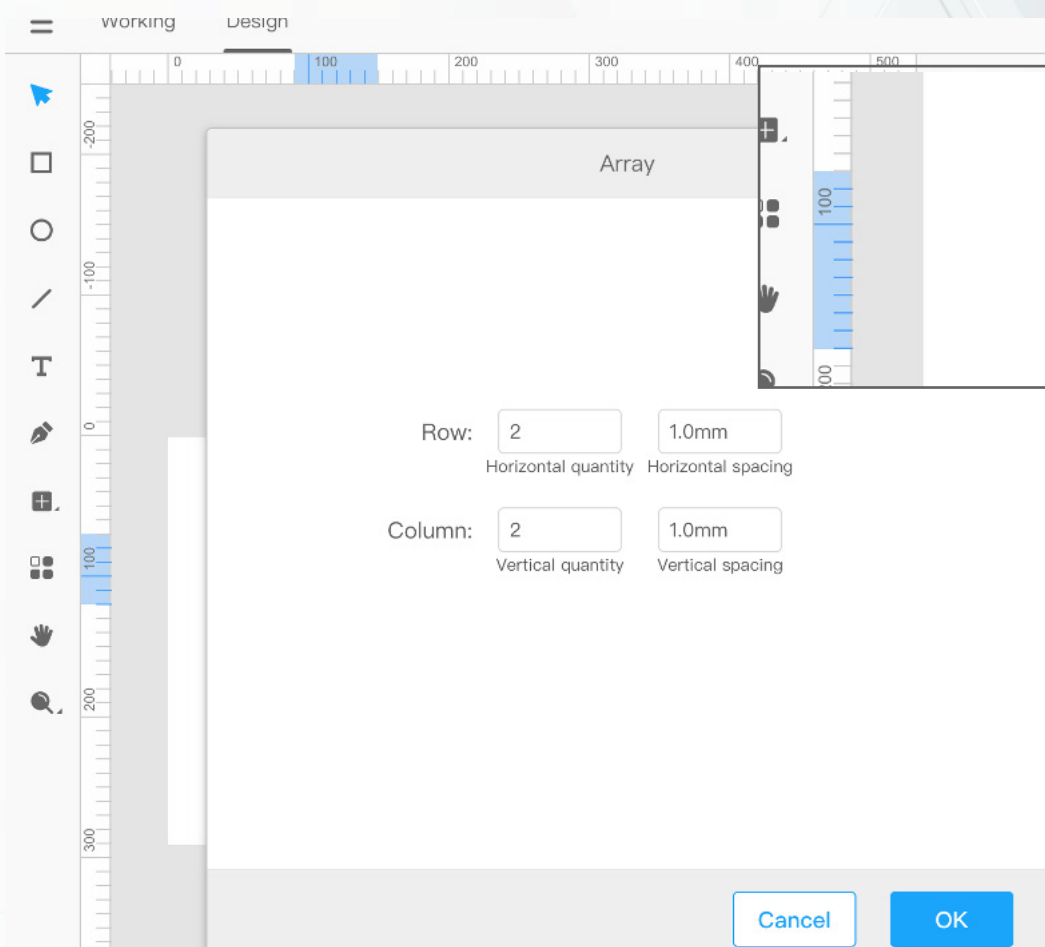 Working Design
0 100 200 300 400 500
-200
-100
0
100
200
300
Array
100
00
Row: 2 1.0mm
Horizontal quantity Horizontal spacing
Column: 2 1.0mm
Vertical quantity Vertical spacing
Cancel OK